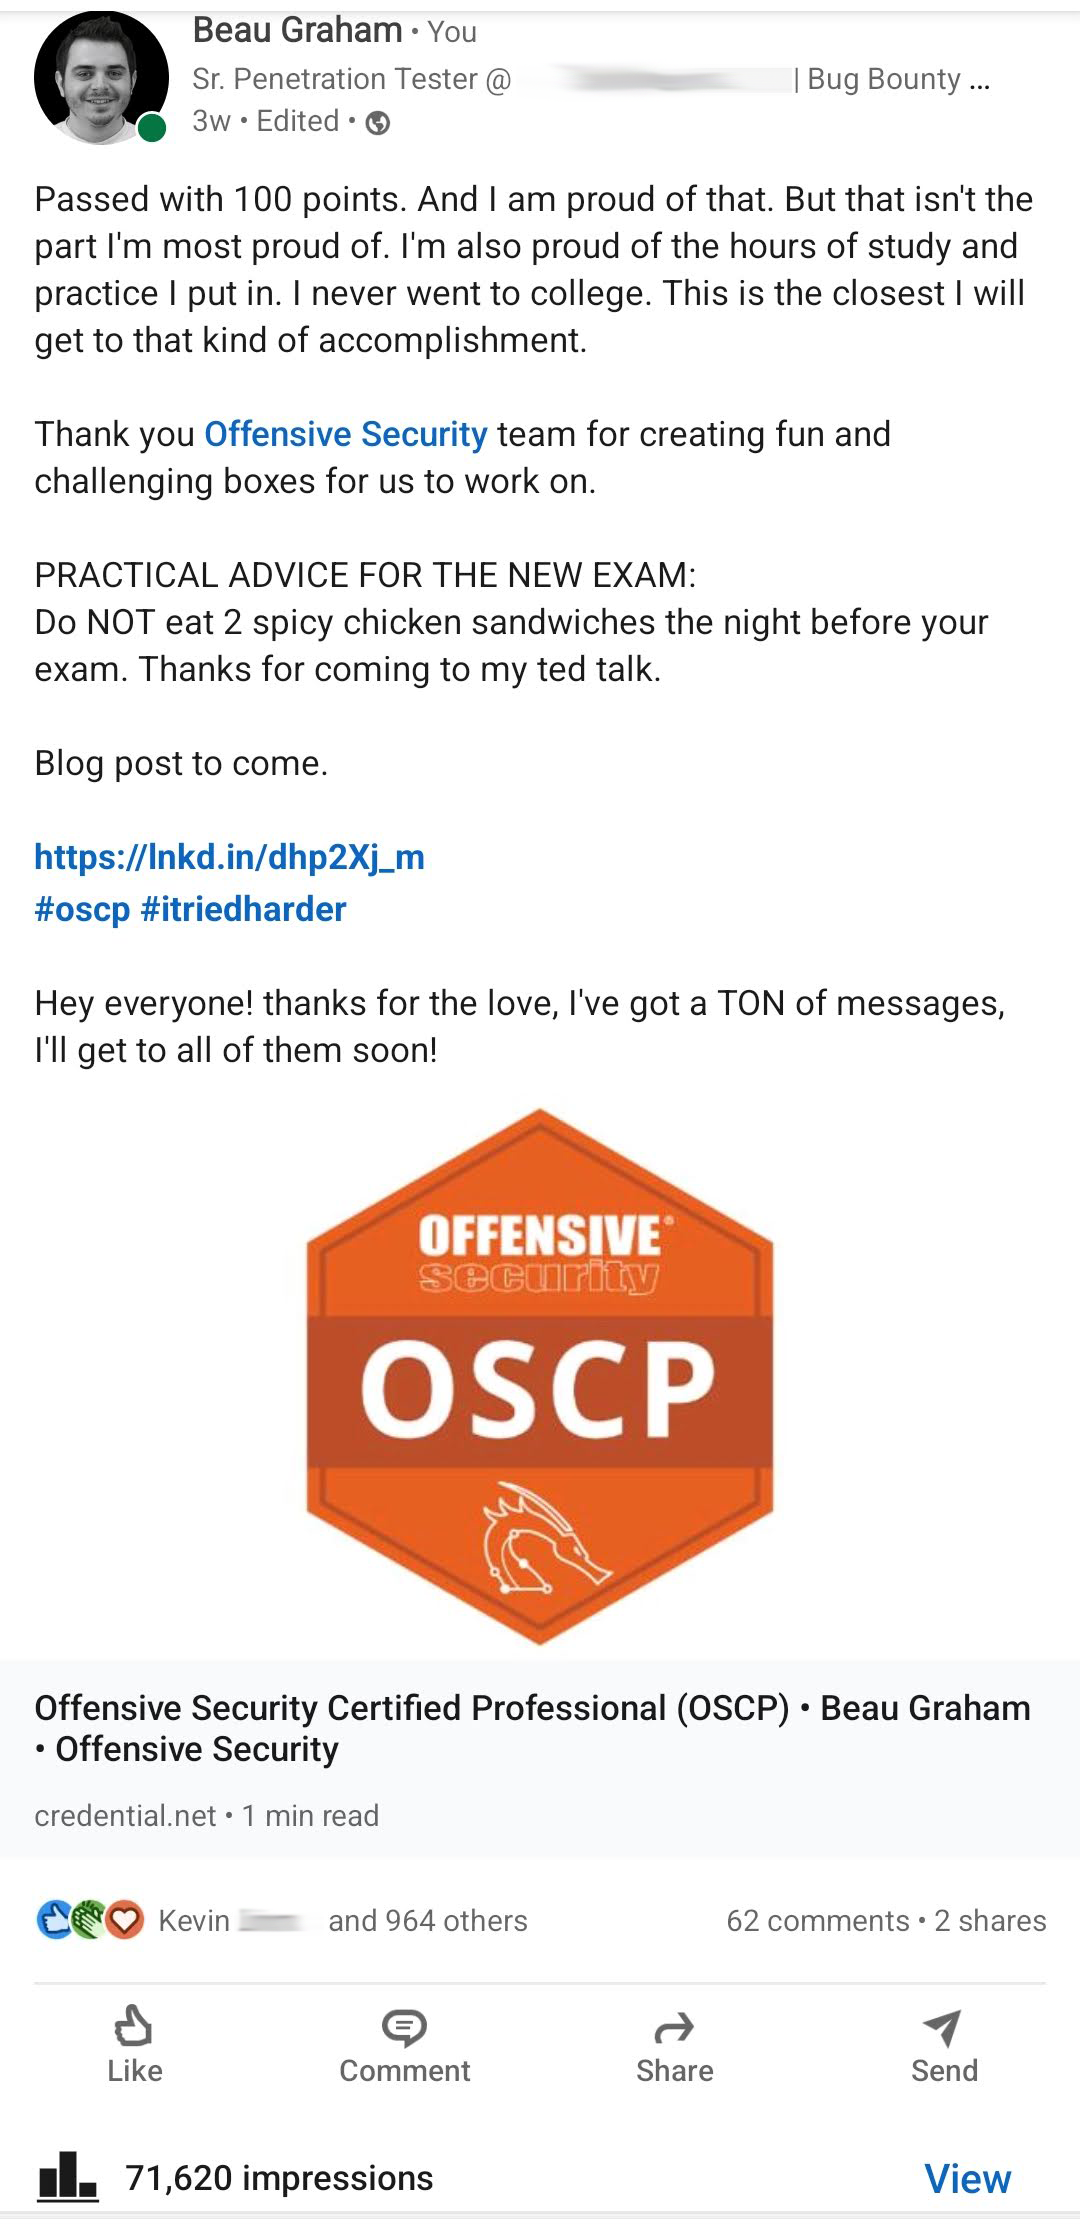 Beau Graham • You
Sr. Penetration Tester @ | Bug Bounty ...
3w • Edited •
Passed with 100 points. And I am proud of that. But that isn't the
part I'm most proud of. I'm also proud of the hours of study and
practice I put in. I never went to college. This is the closest I will
get to that kind of accomplishment.
Thank you Offensive Security team for creating fun and
challenging boxes for us to work on.
PRACTICAL ADVICE FOR THE NEW EXAM:
Do NOT eat 2 spicy chicken sandwiches the night before your
exam. Thanks for coming to my ted talk.
Blog post to come.
https://lnkd.in/dhp2Xj_m
#oscp #itriedharder
Hey everyone! thanks for the love, I've got a TON of messages,
I'll get to all of them soon!
OFFENSIVE®
security
OSCP
Offensive Security Certified Professional (OSCP) • Beau Graham
• Offensive Security
credential.net • 1 min read
Kevin and 964 others 62 comments • 2 shares
Like Comment Share Send
71,620 impressions View